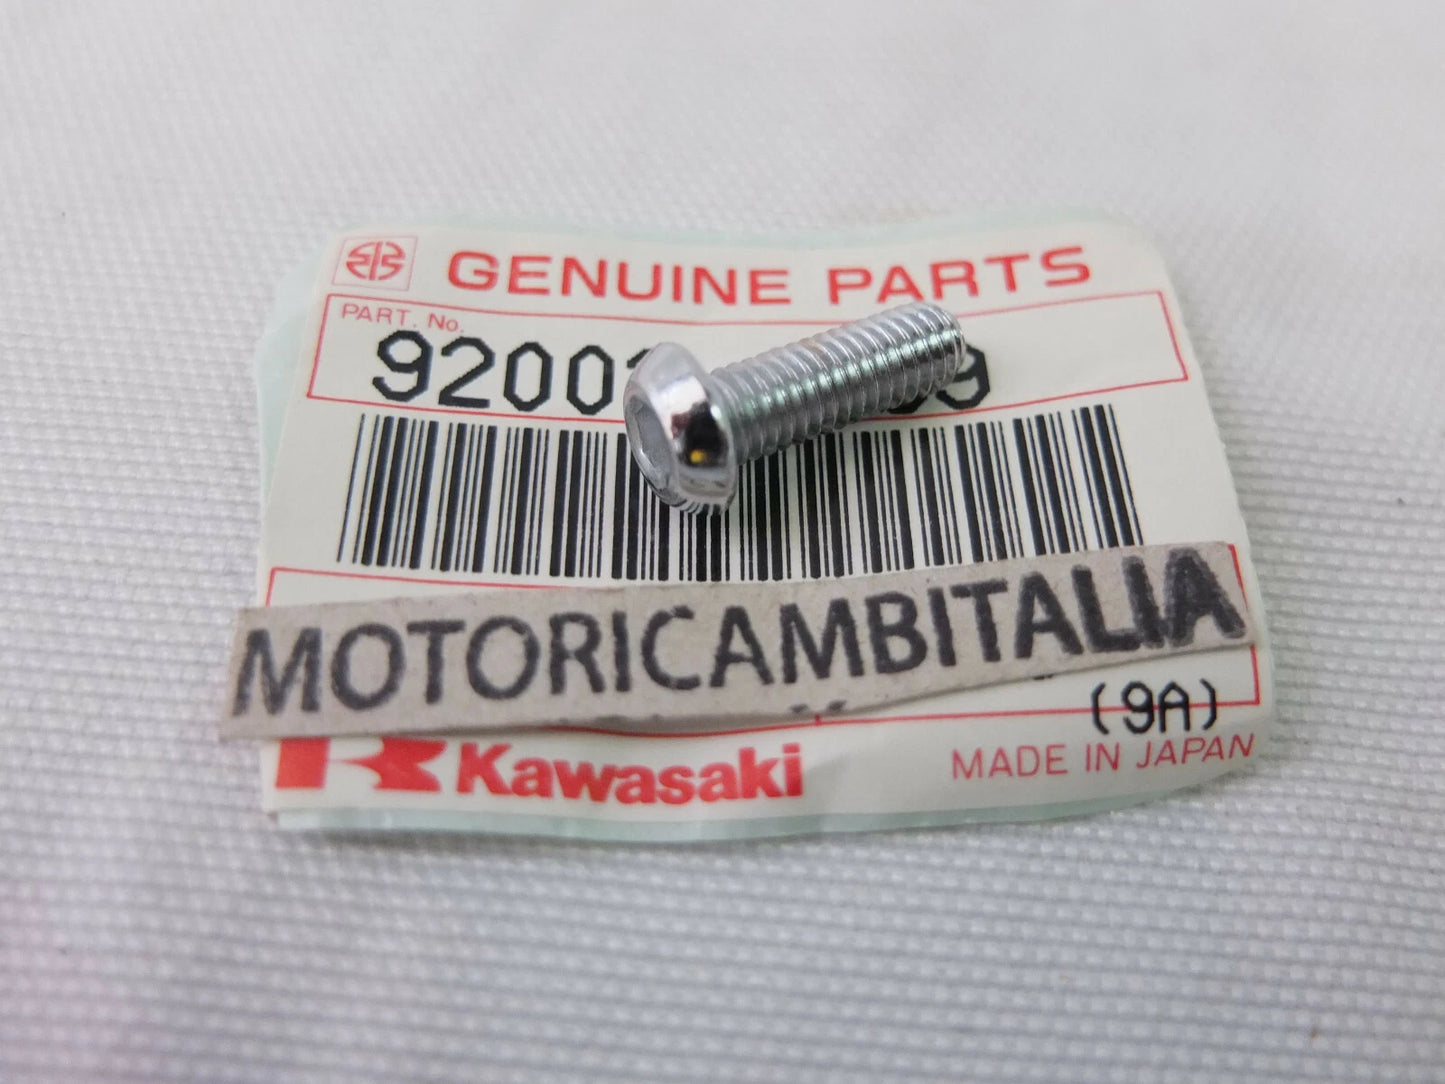 GENUINE PARTS
PART. No.
MOTORICAMBITALIA
(9A)
Kawasaki
MADE IN JAPAN